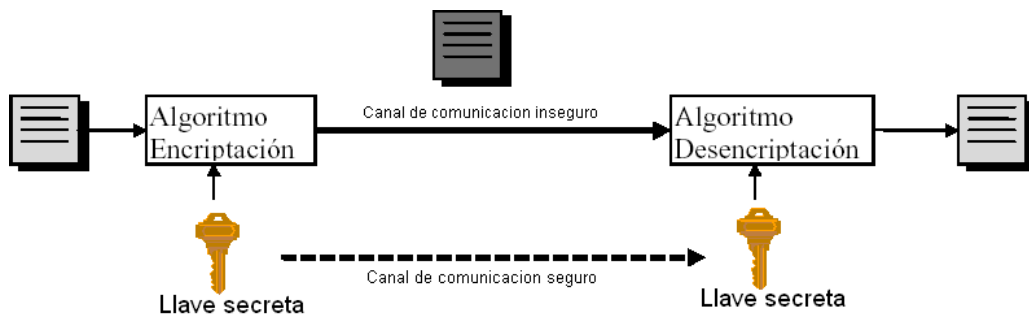 Algoritmo
Encriptación
Canal de comunicacion inseguro
Algoritmo
Desencriptación
Canal de comunicacion seguro
Llave secreta
Llave secreta